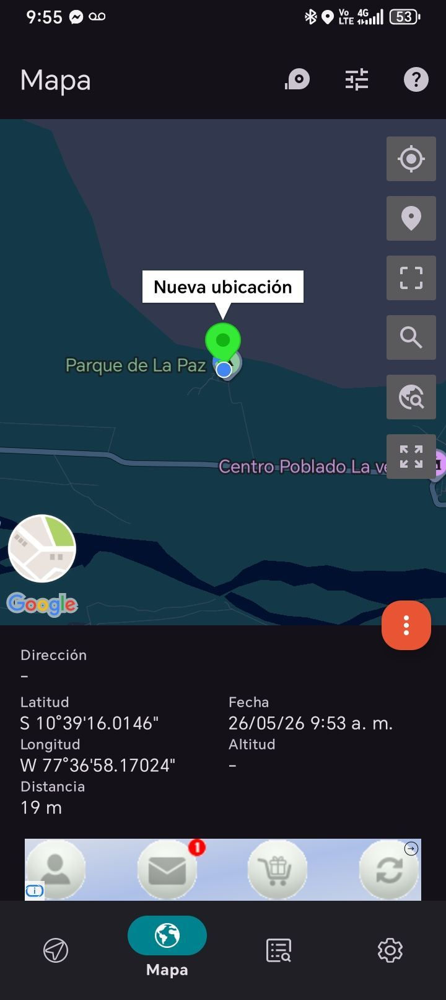 9:55
Vo LTE 4G 53
Mapa
Nueva ubicación
Parque de La Paz
Centro Poblado La ve
Google
Dirección
–
Latitud
Fecha
S 10°39'16.0146"
26/05/26 9:53 a. m.
Longitud
Altitud
W 77°36'58.17024"
–
Distancia
19 m
1
Mapa